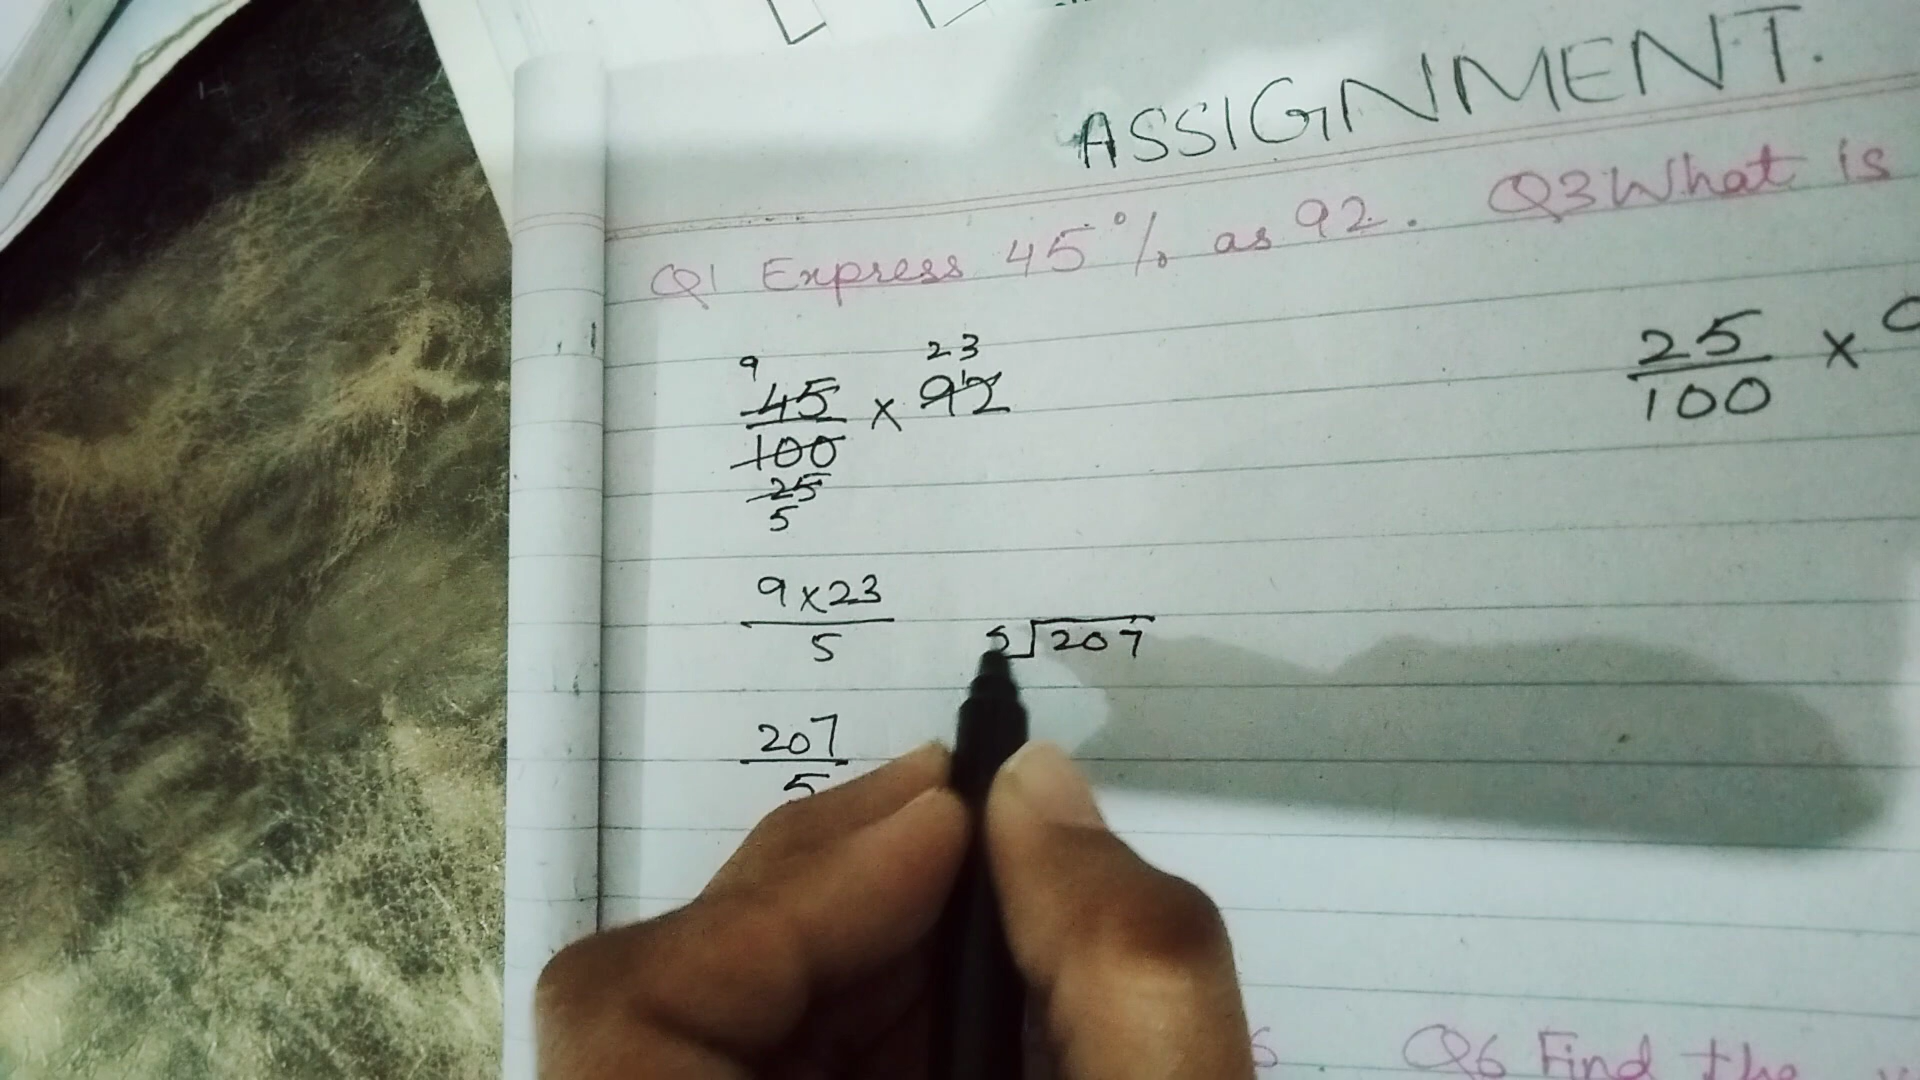 ASSIGNMENT.
Q1 Express 45% as 92.
9 23
45 × 92
100
25
5
9 × 23
5
5 207
207
5
Q3 What is
25 ×
100
Q6 Find the